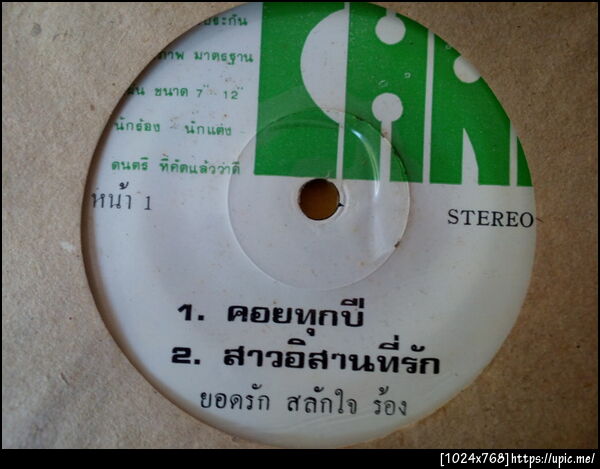 ประกัน
ภาพ มาตรฐาน
ขนาด 7" 12"
นักร้อง นักแต่ง
ดนตรี ที่คัดแล้วว่าดี
หน้า 1
STEREO
1. คอยทุกปี
2. สาวอิสานที่รัก
ยอดรัก สลักใจ ร้อง
[1024x768]https://upic.me/